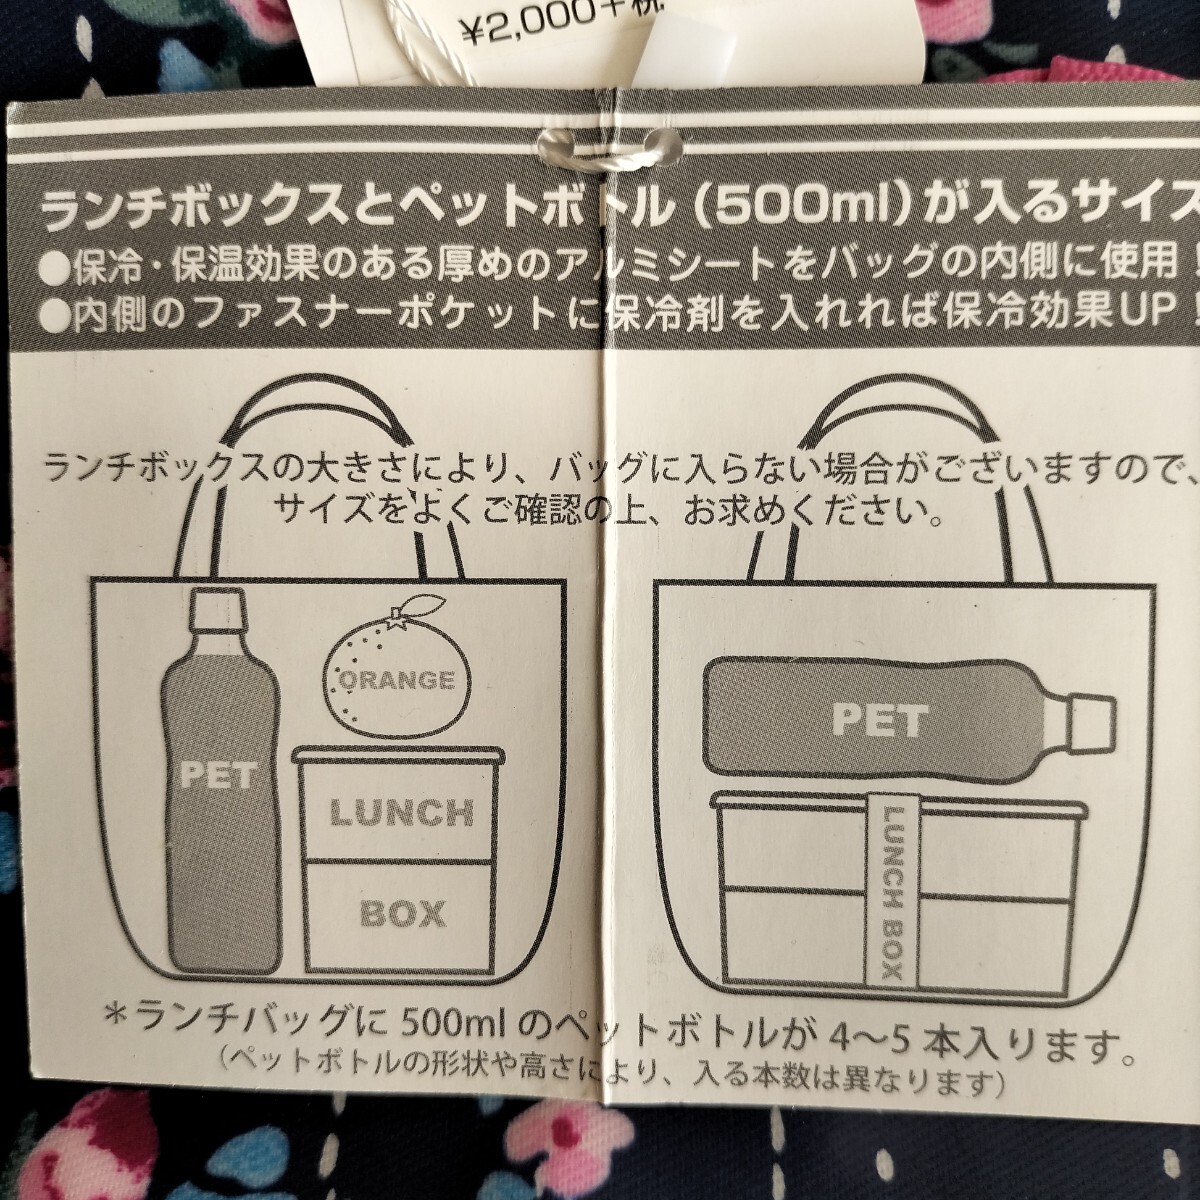 ¥2,000+税
ランチボックスとペットボトル(500ml)が入るサイズ
●保冷・保温効果のある厚めのアルミシートをバッグの内側に使用!
●内側のファスナーポケットに保冷剤を入れれば保冷効果UP!
ランチボックスの大きさにより、バッグに入らない場合がございますので、
サイズをよくご確認の上、お求めください。
ORANGE
PET
LUNCH
BOX
PET
LUNCH BOX
*ランチバッグに500mlのペットボトルが4〜5本入ります。
(ペットボトルの形状や高さにより、入る本数は異なります)